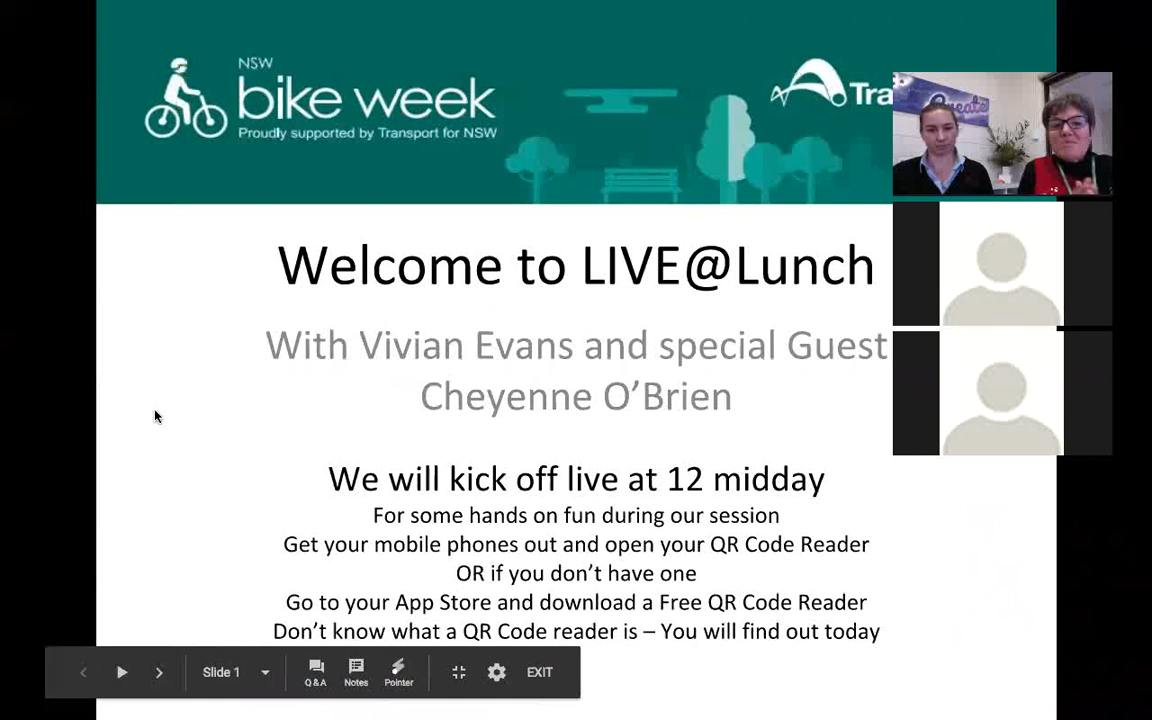 NSW
bike week
Proudly supported by Transport for NSW
Create
Welcome to LIVE@Lunch
With Vivian Evans and special Guest
Cheyenne O’Brien
We will kick off live at 12 midday
For some hands on fun during our session
Get your mobile phones out and open your QR Code Reader
OR if you don’t have one
Go to your App Store and download a Free QR Code Reader
Don’t know what a QR Code reader is – You will find out today
Slide 1
Q&A
Notes
Pointer
EXIT